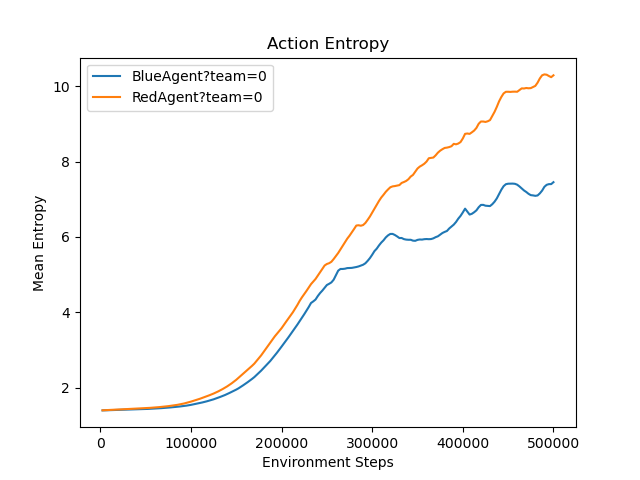 Action Entropy
BlueAgent?team=0
RedAgent?team=0
Mean Entropy
10
8
6
4
2
0 100000 200000 300000 400000 500000
Environment Steps